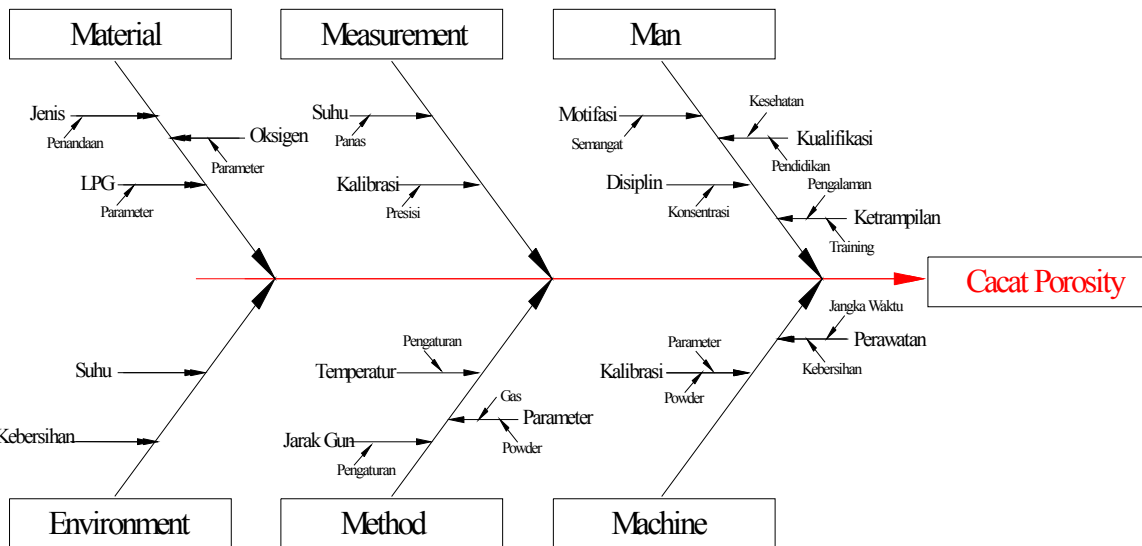 Material
Measurement
Man
Jenis
Penandaan
Oksigen
Parameter
LPG
Parameter
Suhu
Panas
Kalibrasi
Presisi
Motifasi
Semangat
Kesehatan
Kualifikasi
Pendidikan
Disiplin
Konsentrasi
Pengalaman
Ketrampilan
Training
Cacat Porosity
Suhu
Kebersihan
Pengaturan
Temperatur
Gas
Parameter
Powder
Jarak Gun
Pengaturan
Jangka Waktu
Perawatan
Kebersihan
Parameter
Kalibrasi
Powder
Environment
Method
Machine